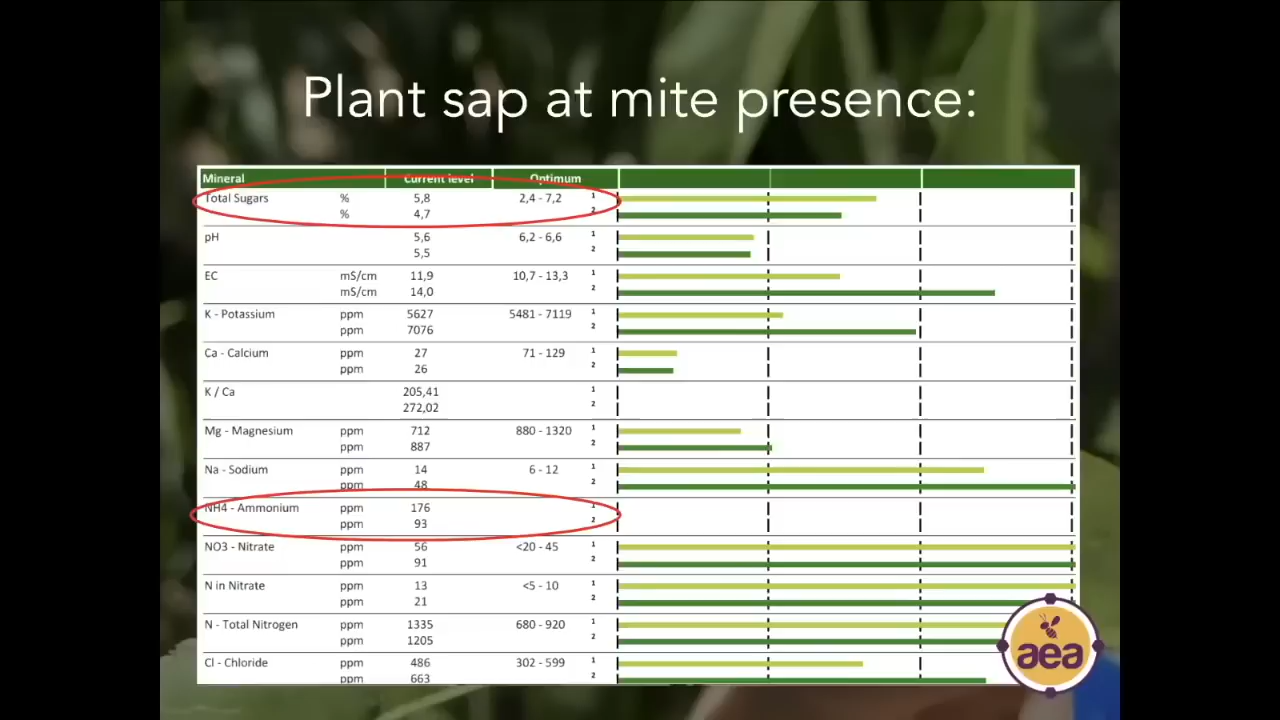 Plant sap at mite presence:
Mineral Current level Optimum
Total Sugars % 5,8 2,4 - 7,2 1
% 4,7 2
pH 5,6 6,2 - 6,6 1
5,5 2
EC mS/cm 11,9 10,7 - 13,3 1
mS/cm 14,0 2
K - Potassium ppm 5627 5481 - 7119 1
ppm 7076 2
Ca - Calcium ppm 27 71 - 129 1
ppm 26 2
K / Ca 205,41 1
272,02 2
Mg - Magnesium ppm 712 880 - 1320 1
ppm 887 2
Na - Sodium ppm 14 6 - 12 1
ppm 48 2
NH4 - Ammonium ppm 176 1
ppm 93 2
NO3 - Nitrate ppm 56 <20 - 45 1
ppm 91 2
N in Nitrate ppm 13 <5 - 10 1
ppm 21 2
N - Total Nitrogen ppm 1335 680 - 920 1
ppm 1205 2
Cl - Chloride ppm 486 302 - 599 1
ppm 663 2
aea